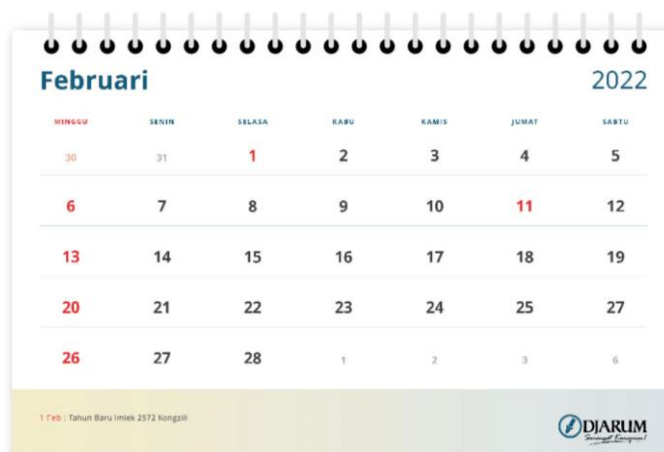 Februari 2022
MINGGU SENIN SELASA RABU KAMIS JUMAT SABTU
30 31 1 2 3 4 5
6 7 8 9 10 11 12
13 14 15 16 17 18 19
20 21 22 23 24 25 27
26 27 28 1 2 3 6
1 Feb : Tahun Baru Imlek 2572 Kongzili
DJARUM